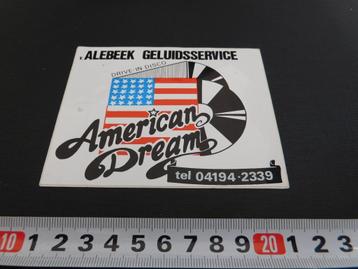 v. ALEBEEK GELUIDSSERVICE
DRIVE-IN DISCO
American
Dream
tel 04194-2339
10 1 2 3 4 5 6 7 8 9 20 1 2 3